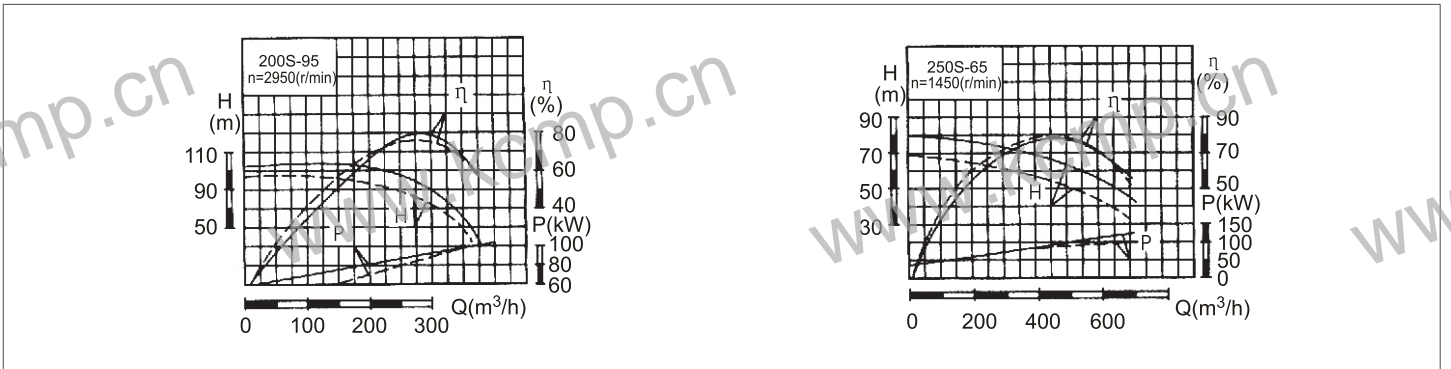 200S-95
n=2950(r/min)
H
(m)
110
90
50
η
η
(%)
80
60
40
H
P
P(kW)
100
80
60
Q(m³/h)
0 100 200 300
250S-65
n=1450(r/min)
H
(m)
90
70
50
30
η
η
(%)
90
70
50
H
P
P(kW)
150
100
50
0
Q(m³/h)
0 200 400 600
mp.cn
www.kcmp.cn
www.kcmp.cn
www